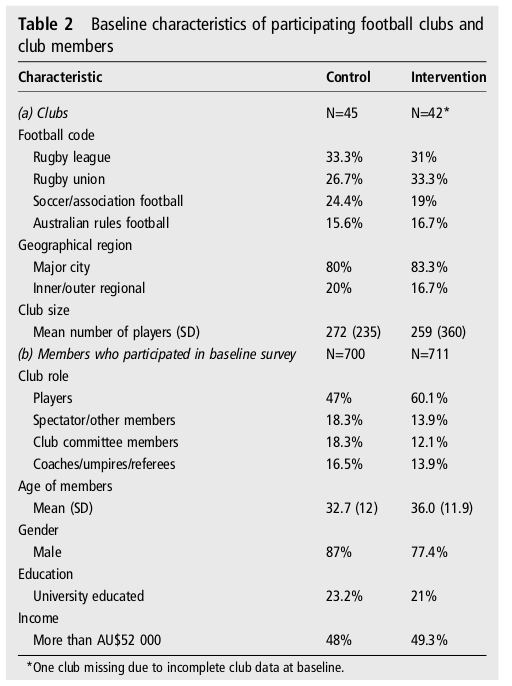 Table 2 Baseline characteristics of participating football clubs and
club members
Characteristic Control Intervention
(a) Clubs N=45 N=42*
Football code
Rugby league 33.3% 31%
Rugby union 26.7% 33.3%
Soccer/association football 24.4% 19%
Australian rules football 15.6% 16.7%
Geographical region
Major city 80% 83.3%
Inner/outer regional 20% 16.7%
Club size
Mean number of players (SD) 272 (235) 259 (360)
(b) Members who participated in baseline survey N=700 N=711
Club role
Players 47% 60.1%
Spectator/other members 18.3% 13.9%
Club committee members 18.3% 12.1%
Coaches/umpires/referees 16.5% 13.9%
Age of members
Mean (SD) 32.7 (12) 36.0 (11.9)
Gender
Male 87% 77.4%
Education
University educated 23.2% 21%
Income
More than AU$52 000 48% 49.3%
*One club missing due to incomplete club data at baseline.